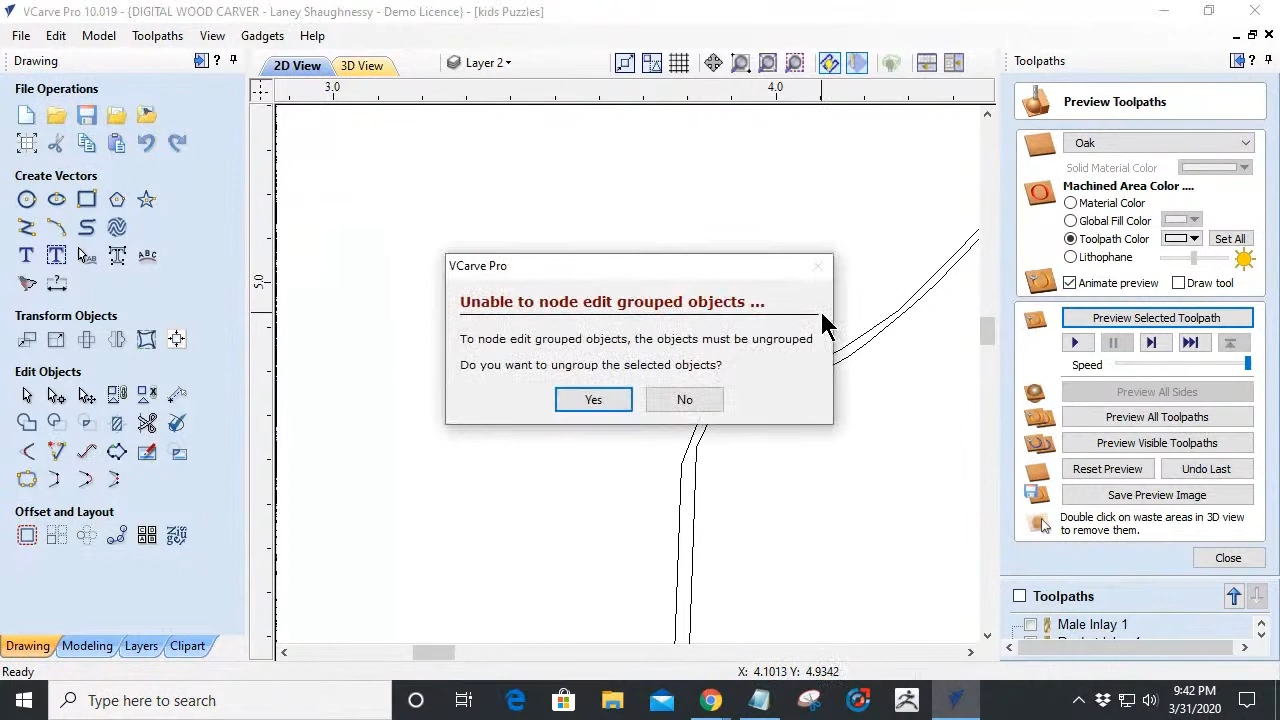 VCarve Pro 10.019 - {DIGITAL WOOD CARVER - Laney Shaughnessy - Demo Licence} - [kids Puzzles]
File Edit Model Toolpaths View Gadgets Help
Drawing
File Operations
Create Vectors
Transform Objects
Edit Objects
Offset and Layout
Drawing Modeling Layers Clipart
Ready
2D View 3D View Layer 2
3.0 4.0
5.0
VCarve Pro
Unable to node edit grouped objects ...
To node edit grouped objects, the objects must be ungrouped
Do you want to ungroup the selected objects?
Yes No
X: 4.1013 Y: 4.9342
Toolpaths
Preview Toolpaths
Oak
Solid Material Color
Machined Area Color ....
Material Color
Global Fill Color
Toolpath Color Set All
Lithophane
Animate preview Draw tool
Preview Selected Toolpath
Speed
Preview All Sides
Preview All Toolpaths
Preview Visible Toolpaths
Reset Preview Undo Last
Save Preview Image
Double click on waste areas in 3D view
to remove them.
Close
Toolpaths
Male Inlay 1
Type here to search
9:42 PM
3/31/2020